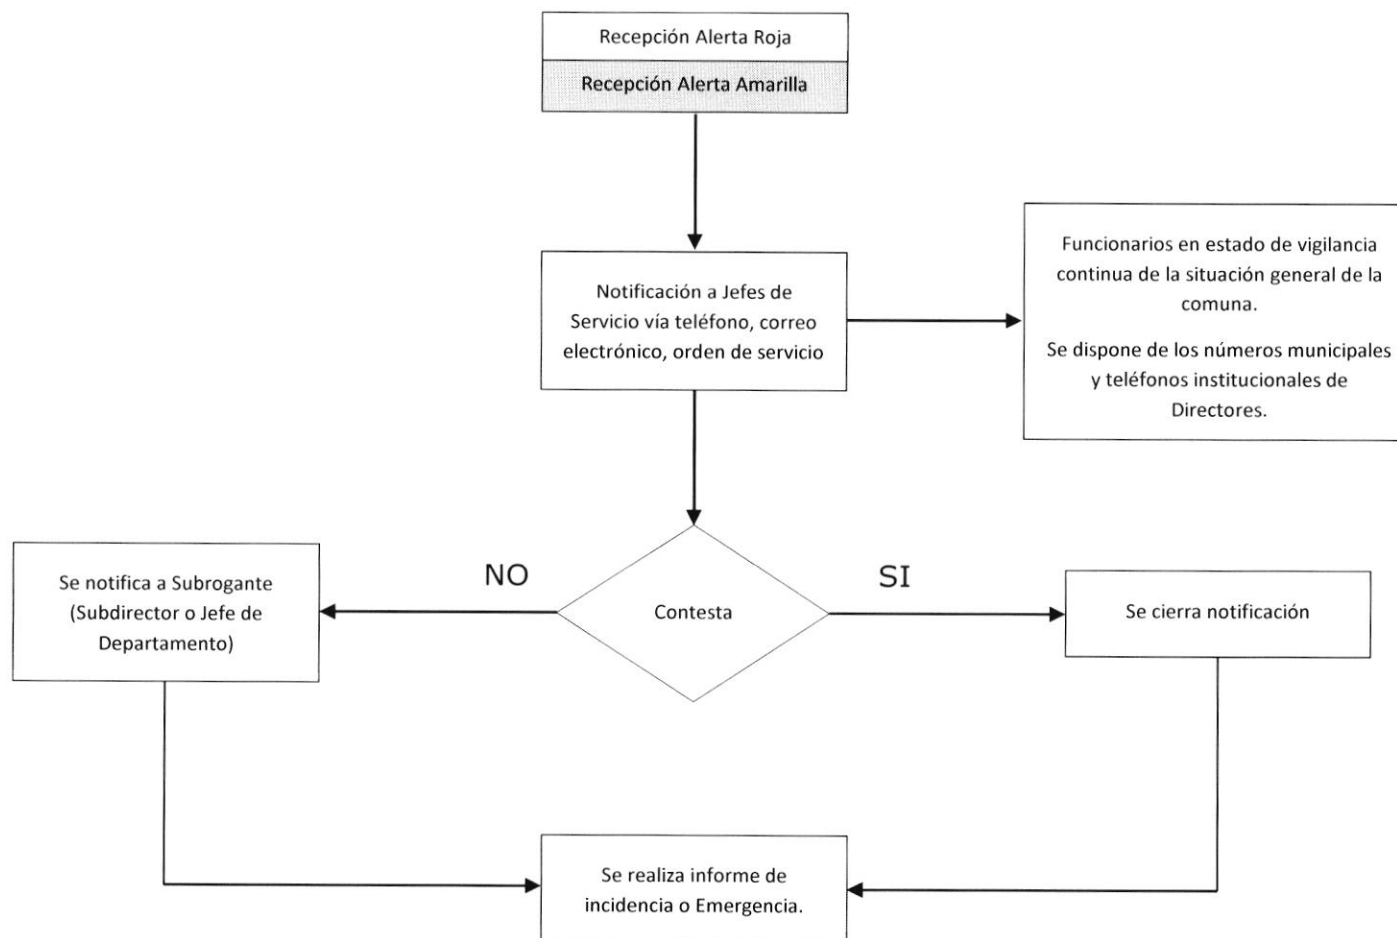 Recepción Alerta Roja
Recepción Alerta Amarilla
Notificación a Jefes de
Servicio vía teléfono, correo
electrónico, orden de servicio
Funcionarios en estado de vigilancia
continua de la situación general de la
comuna.
Se dispone de los números municipales
y teléfonos institucionales de
Directores.
Contesta
NO
SI
Se notifica a Subrogante
(Subdirector o Jefe de
Departamento)
Se cierra notificación
Se realiza informe de
incidencia o Emergencia.